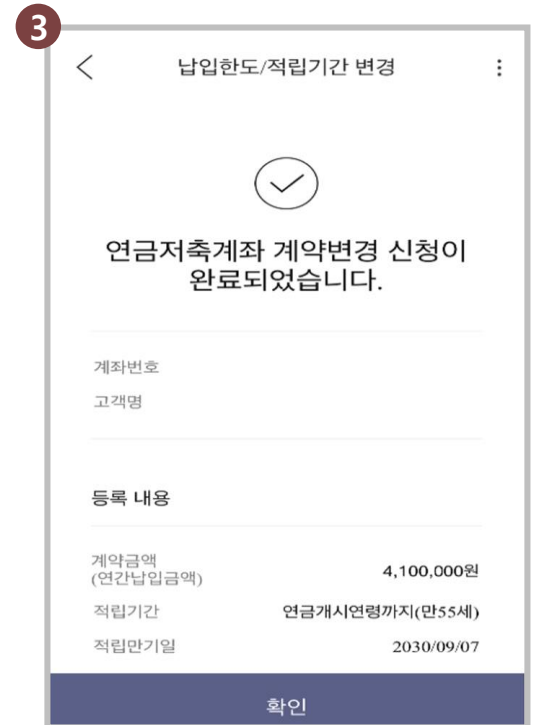 3
납입한도/적립기간 변경
연금저축계좌 계약변경 신청이
완료되었습니다.
계좌번호
고객명
등록 내용
계약금액
(연간납입금액)
4,100,000원
적립기간
연금개시연령까지(만55세)
적립만기일
2030/09/07
확인